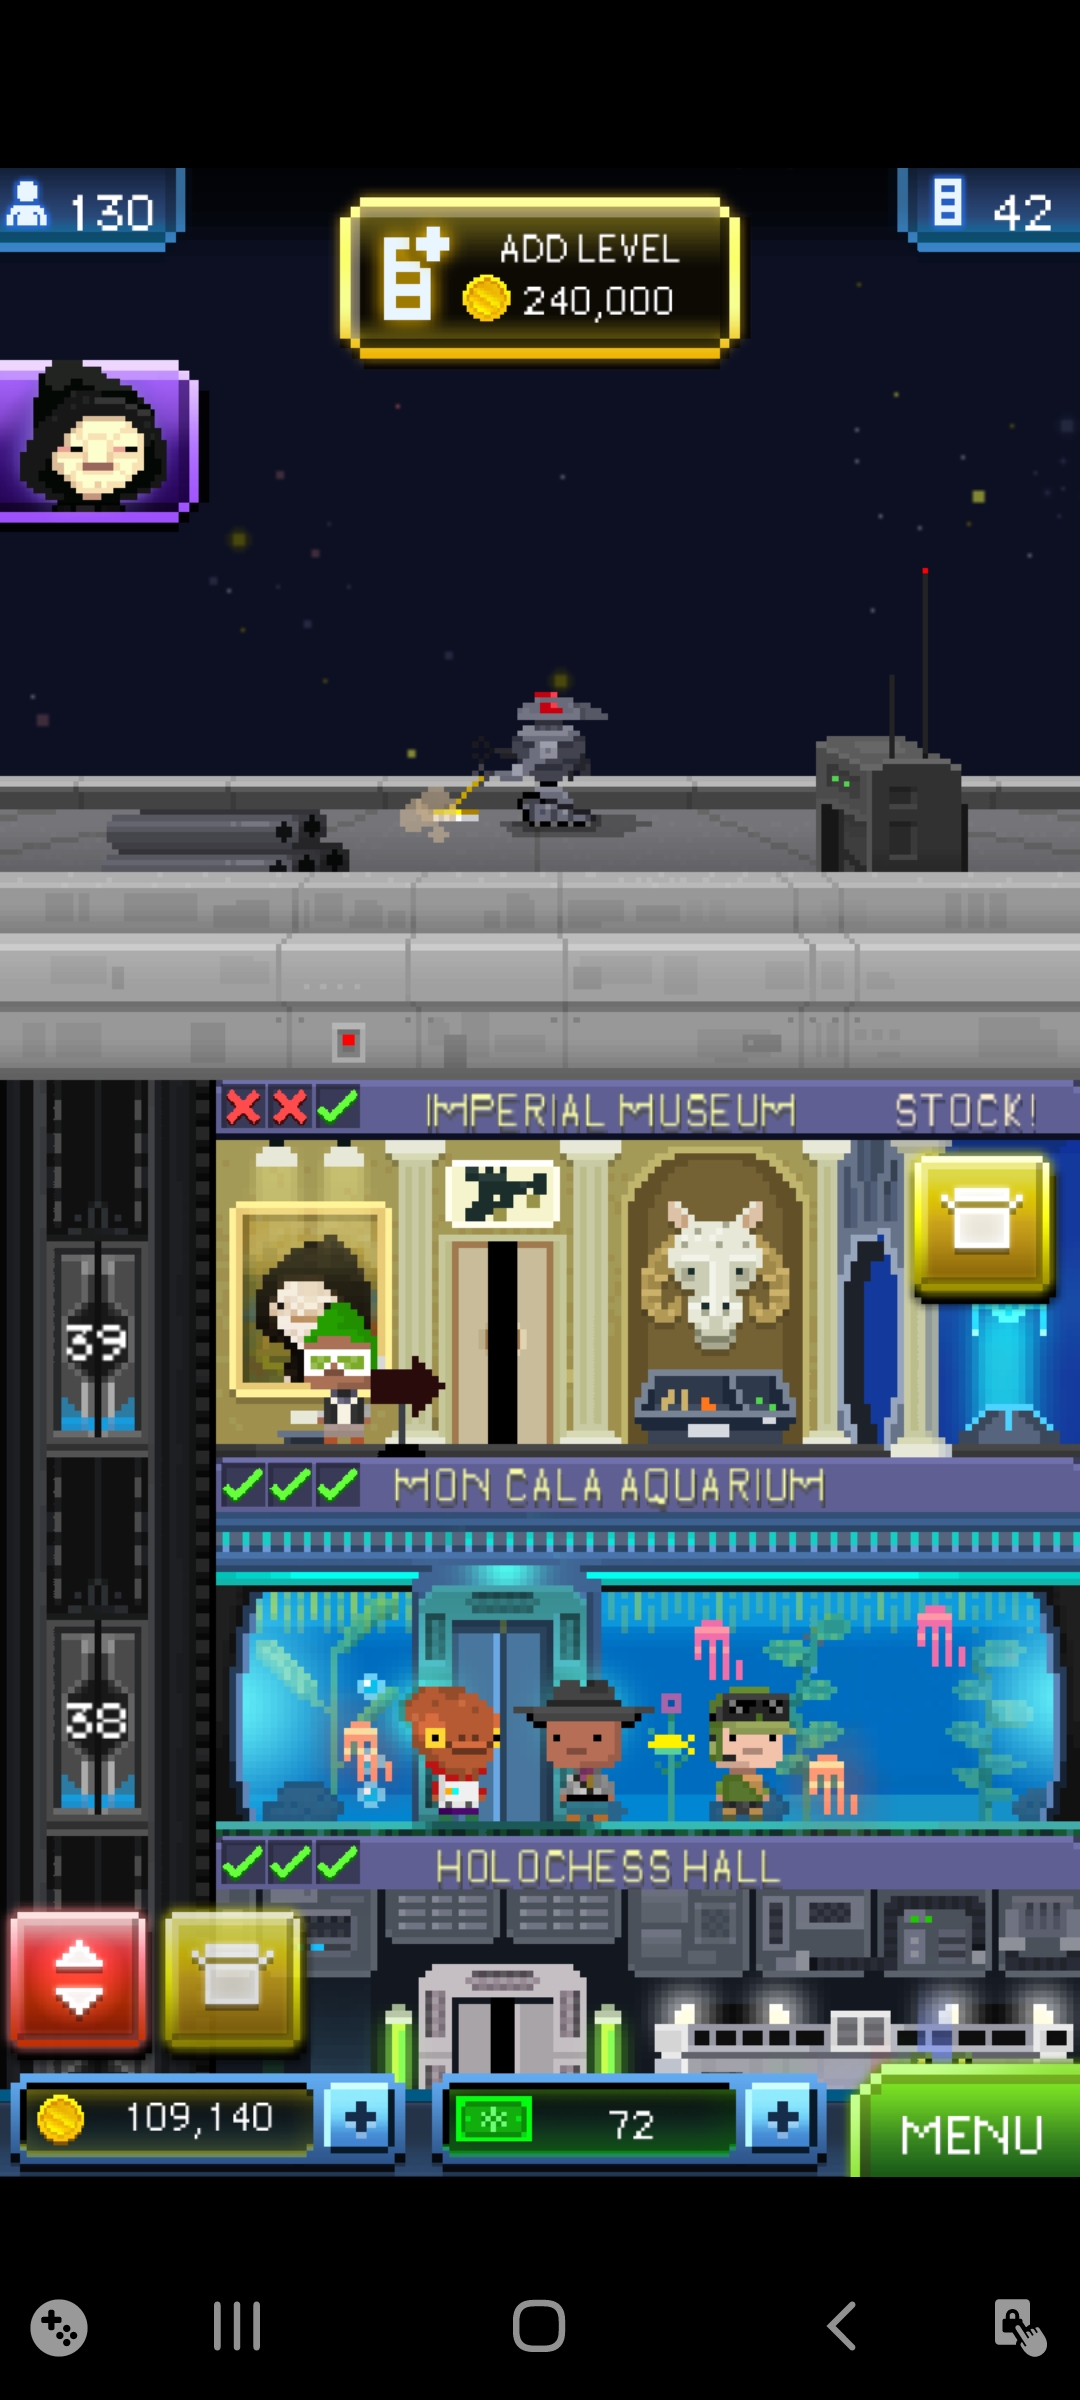 130
ADD LEVEL
240,000
42
IMPERIAL MUSEUM
STOCK!
39
MON CALA AQUARIUM
38
HOLOCHESS HALL
109,140
72
MENU